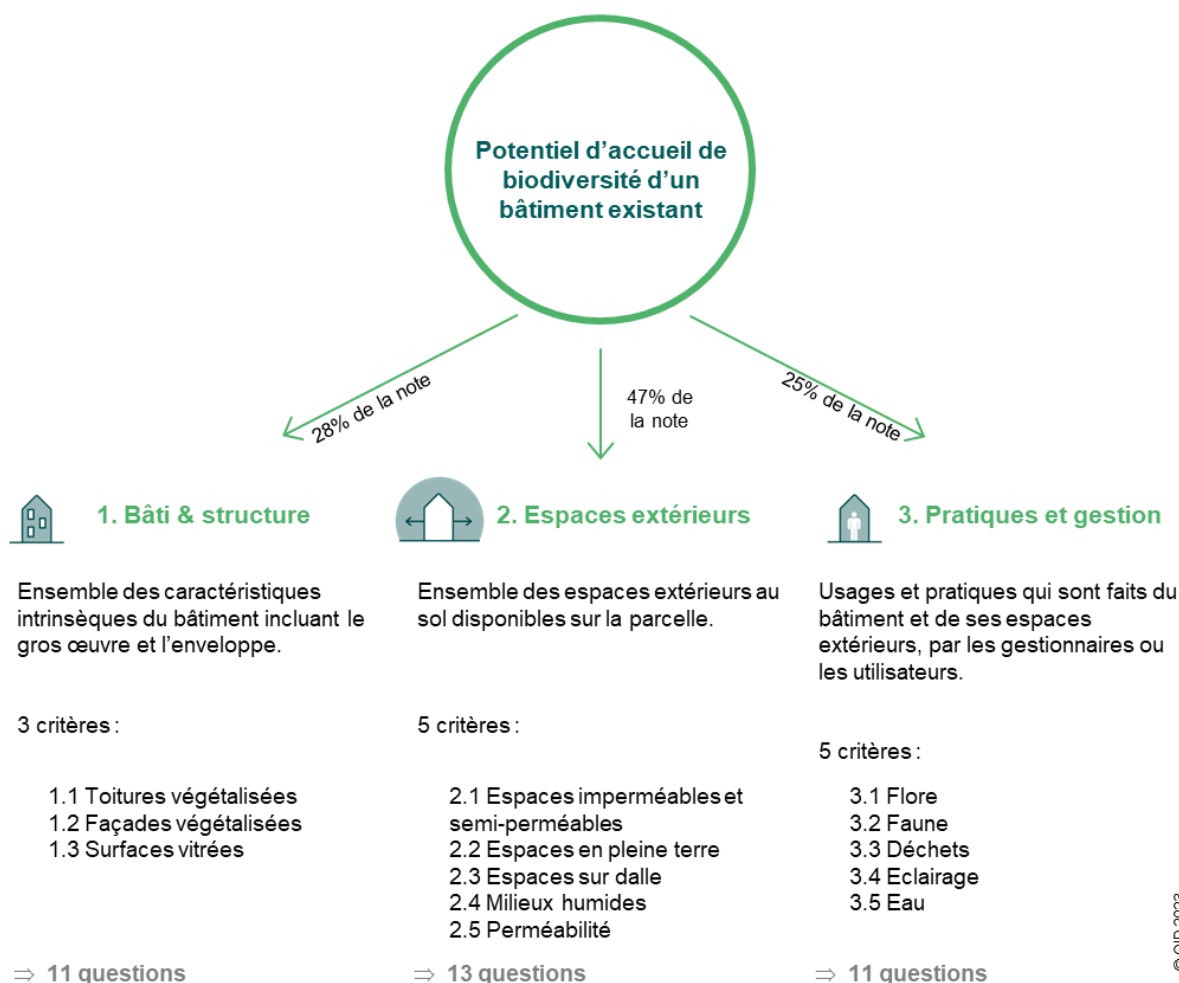 Potentiel d’accueil de
biodiversité d’un
bâtiment existant
28% de la note
47% de
la note
25% de la note
1. Bâti & structure
Ensemble des caractéristiques
intrinsèques du bâtiment incluant le
gros œuvre et l’enveloppe.
3 critères :
1.1 Toitures végétalisées
1.2 Façades végétalisées
1.3 Surfaces vitrées
⇒ 11 questions
2. Espaces extérieurs
Ensemble des espaces extérieurs au
sol disponibles sur la parcelle.
5 critères :
2.1 Espaces imperméables et
semi-perméables
2.2 Espaces en pleine terre
2.3 Espaces sur dalle
2.4 Milieux humides
2.5 Perméabilité
⇒ 13 questions
3. Pratiques et gestion
Usages et pratiques qui sont faits du
bâtiment et de ses espaces
extérieurs, par les gestionnaires ou
les utilisateurs.
5 critères :
3.1 Flore
3.2 Faune
3.3 Déchets
3.4 Eclairage
3.5 Eau
⇒ 11 questions
© OID 2023